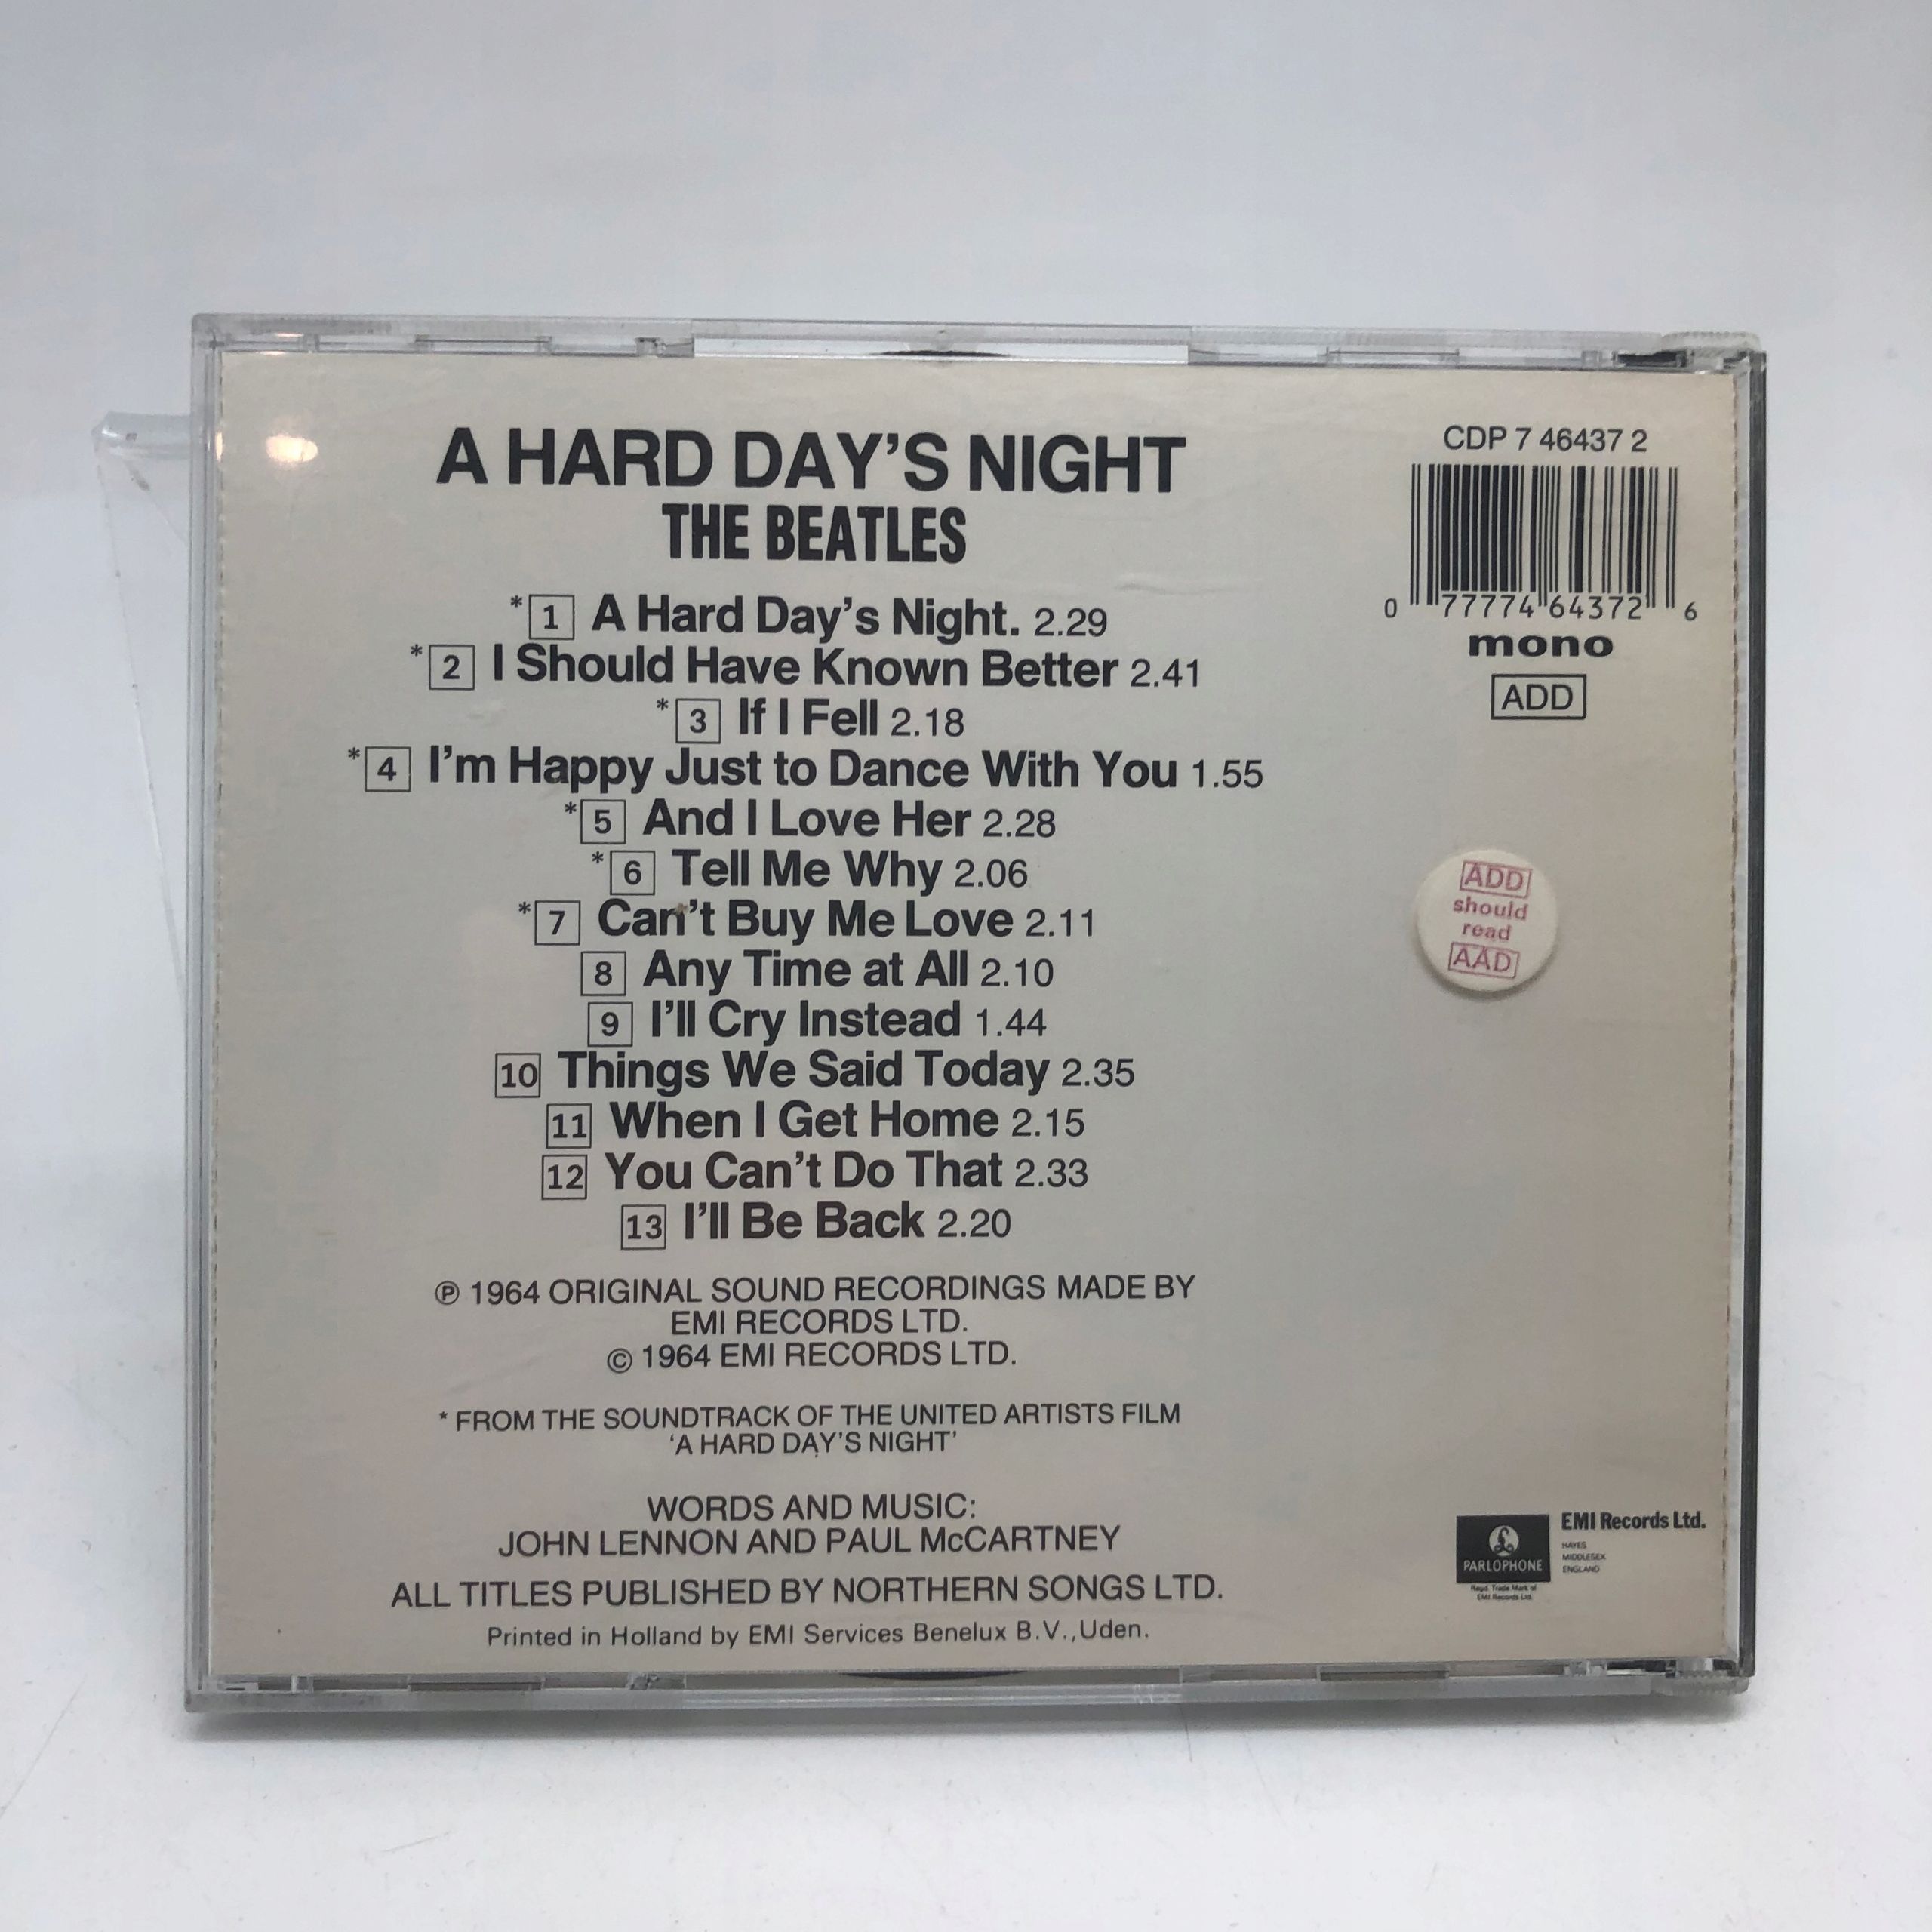 A HARD DAY'S NIGHT
THE BEATLES
* 1 A Hard Day's Night. 2.29
* 2 I Should Have Known Better 2.41
* 3 If I Fell 2.18
* 4 I'm Happy Just to Dance With You 1.55
* 5 And I Love Her 2.28
* 6 Tell Me Why 2.06
* 7 Can't Buy Me Love 2.11
8 Any Time at All 2.10
9 I'll Cry Instead 1.44
10 Things We Said Today 2.35
11 When I Get Home 2.15
12 You Can't Do That 2.33
13 I'll Be Back 2.20
℗ 1964 ORIGINAL SOUND RECORDINGS MADE BY
EMI RECORDS LTD.
© 1964 EMI RECORDS LTD.
* FROM THE SOUNDTRACK OF THE UNITED ARTISTS FILM
'A HARD DAY'S NIGHT'
WORDS AND MUSIC:
JOHN LENNON AND PAUL McCARTNEY
ALL TITLES PUBLISHED BY NORTHERN SONGS LTD.
Printed in Holland by EMI Services Benelux B.V.,Uden.
CDP 7 46437 2
0 77774 64372 6
mono
ADD
ADD
should
read
AAD
PARLOPHONE
Regd. Trade Mark of
EMI Records Ltd.
EMI Records Ltd.
HAYES
MIDDLESEX
ENGLAND